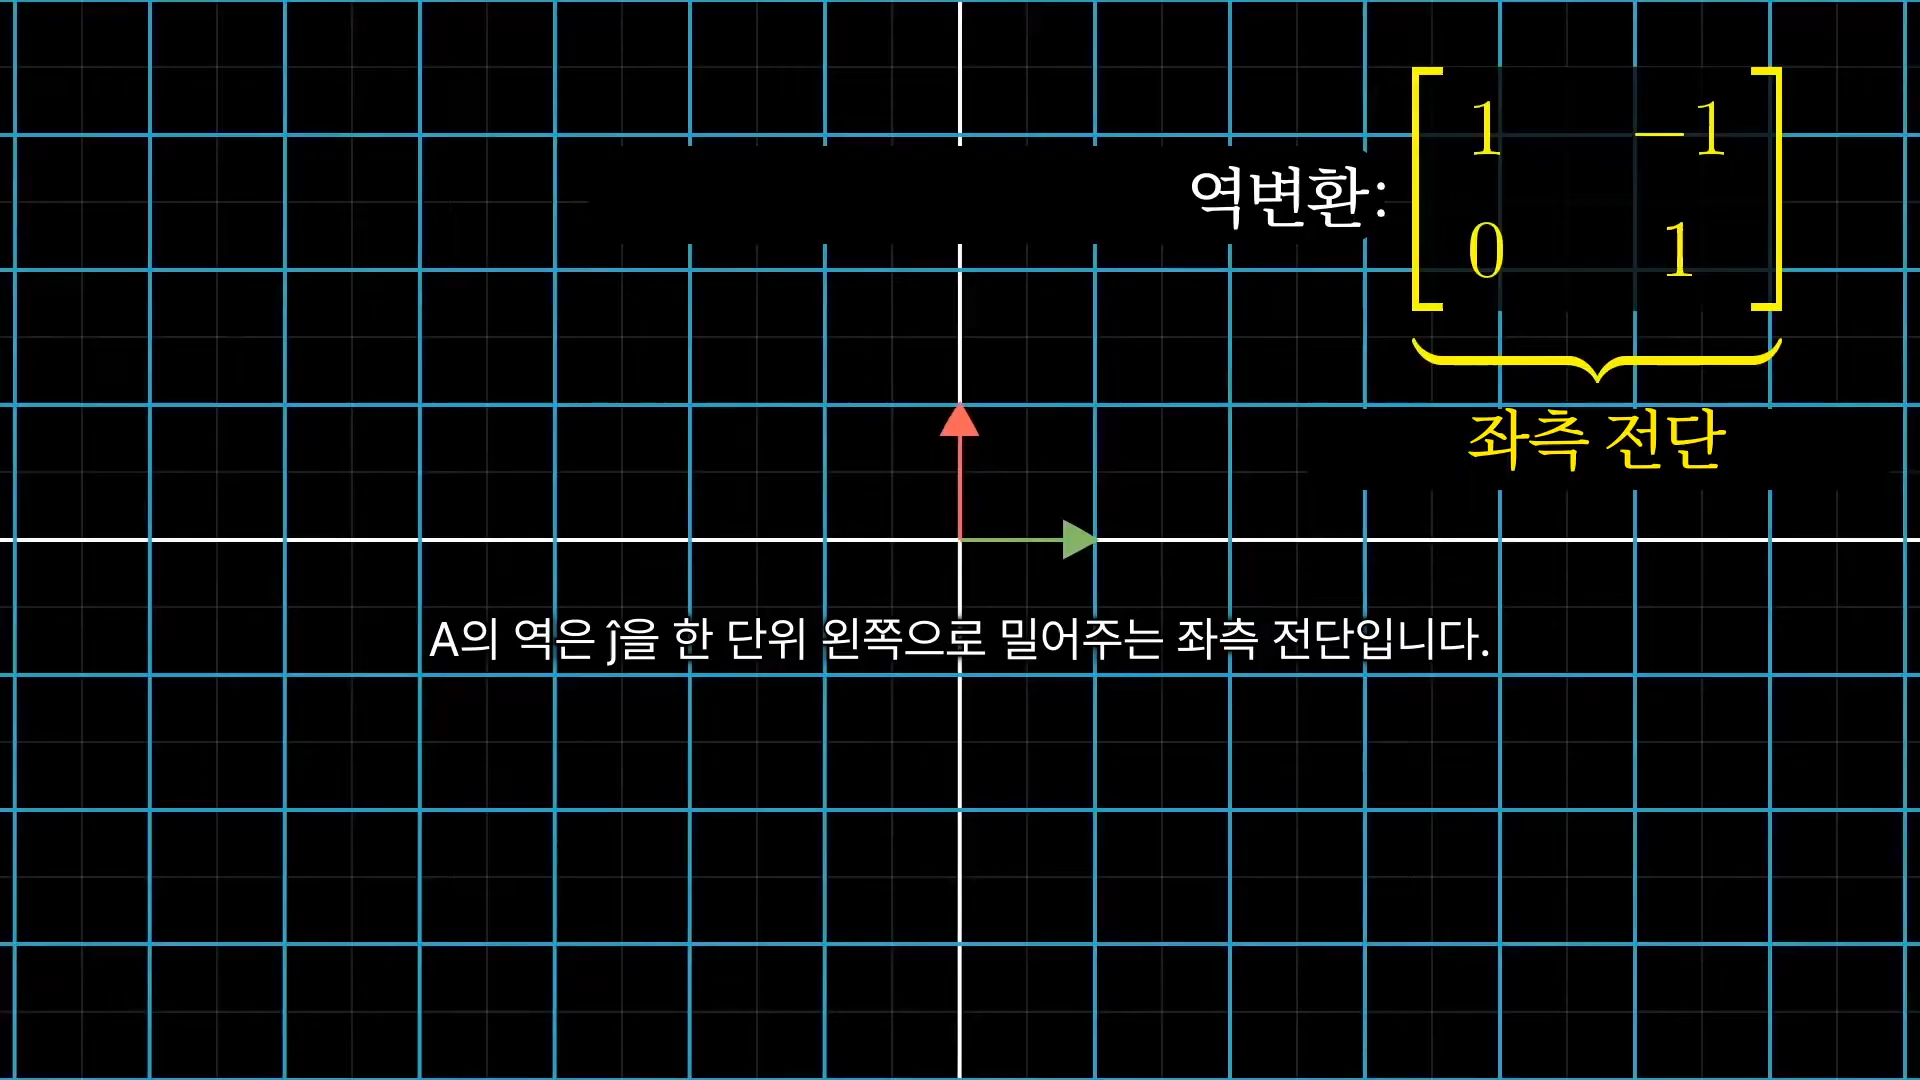 역변환:
1 −1
0 1
좌측 전단
A의 역은 ĵ을 한 단위 왼쪽으로 밀어주는 좌측 전단입니다.